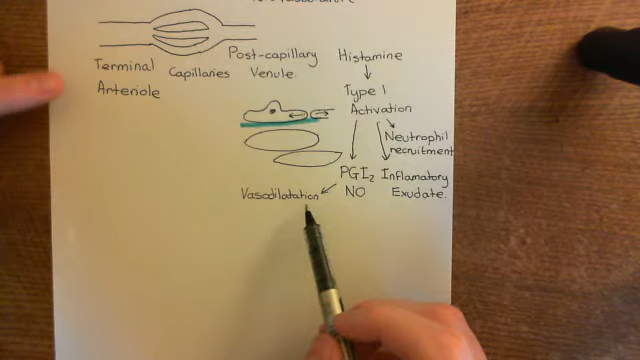 Post-capillary
Histamine
Terminal
Capillaries
Venule
Arteriole
Type 1
Activation
Neutrophil
recruitment
PGI2
Inflamatory
Vasodilatation
NO
Exudate.